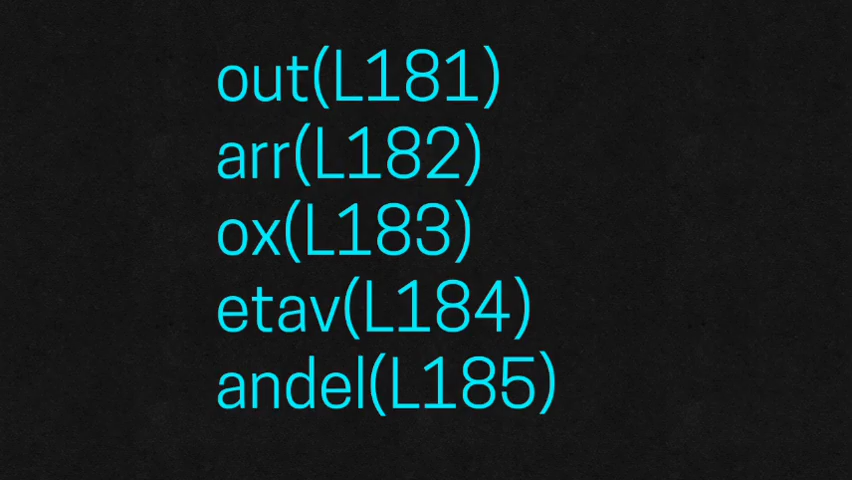 out(L181)
arr(L182)
ox(L183)
etav(L184)
andel(L185)